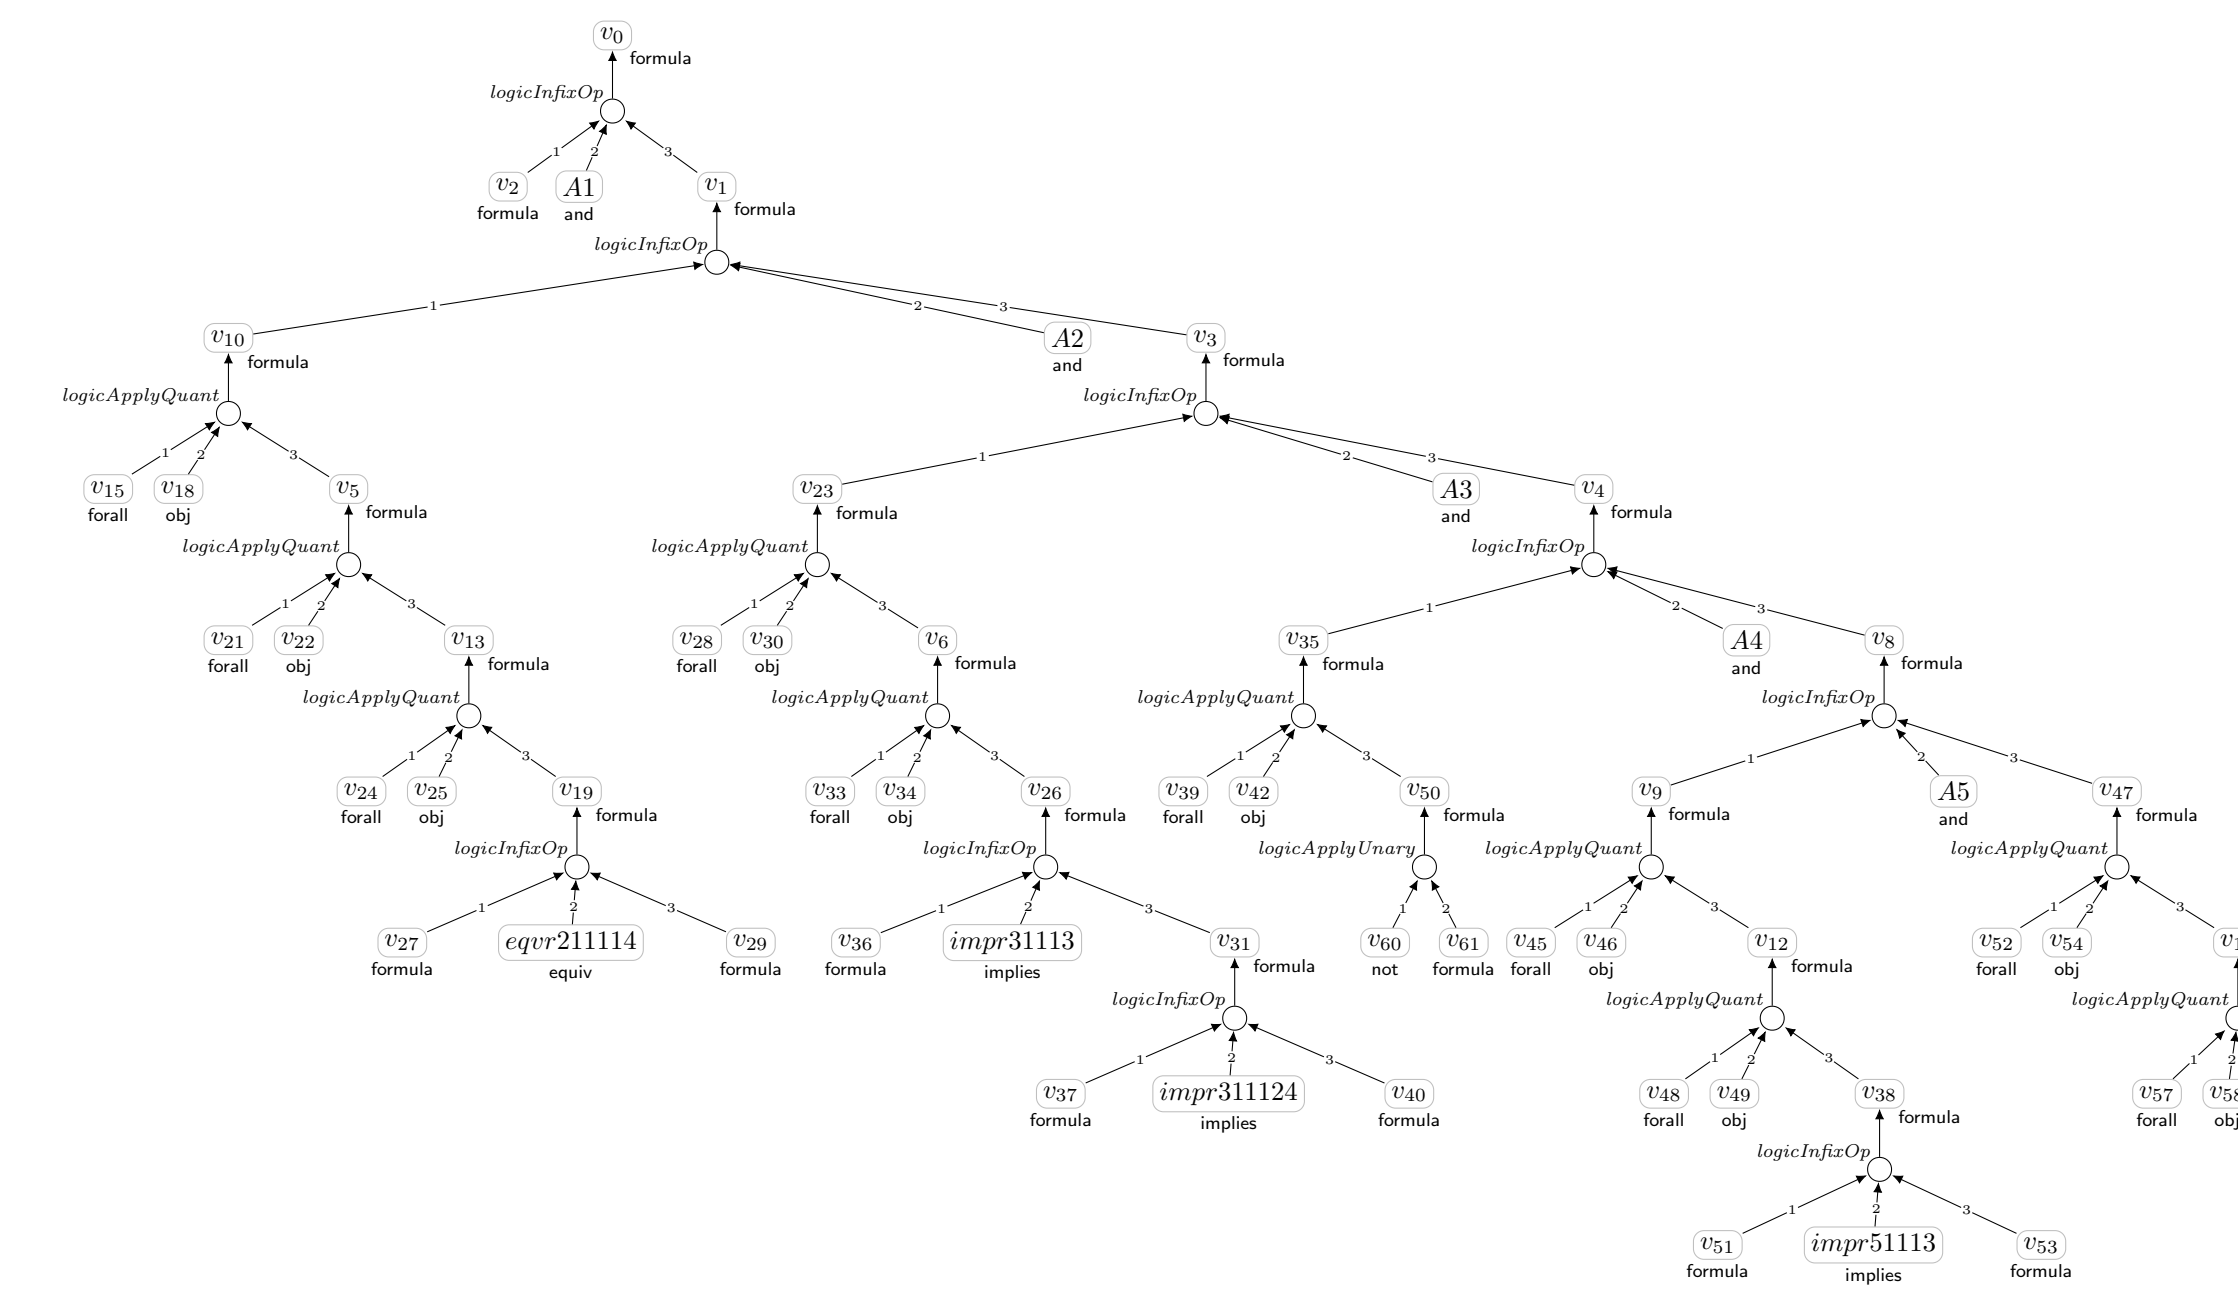 v0
formula
logicInfixOp
1 2 3
v2 A1 v1
formula and formula
logicInfixOp
1 2 3
v10 A2 v3
formula and formula
logicApplyQuant logicInfixOp
1 2 3 1 2 3
v15 v18 v5 v23 A3 v4
forall obj formula formula and formula
logicApplyQuant logicApplyQuant logicInfixOp
1 2 3 1 2 3 1 2 3
v21 v22 v13 v28 v30 v6 v35 A4 v8
forall obj formula forall obj formula formula and formula
logicApplyQuant logicApplyQuant logicApplyQuant logicInfixOp
1 2 3 1 2 3 1 2 3 1 2 3
v24 v25 v19 v33 v34 v26 v39 v42 v50 v9 A5 v47
forall obj formula forall obj formula forall obj formula formula and formula
logicInfixOp logicInfixOp logicApplyUnary logicApplyQuant logicApplyQuant
1 2 3 1 2 3 1 2 1 2 3 1 2 3
v27 eqvr211114 v29 v36 impr31113 v31 v60 v61 v45 v46 v12 v52 v54
formula equiv formula formula implies formula not formula forall obj formula forall obj
logicInfixOp logicApplyQuant logicApplyQuant
1 2 3 1 2 3 1 2
v37 impr311124 v40 v48 v49 v38 v57 v58
formula implies formula forall obj formula forall obj
logicInfixOp
1 2 3
v51 impr51113 v53
formula implies formula